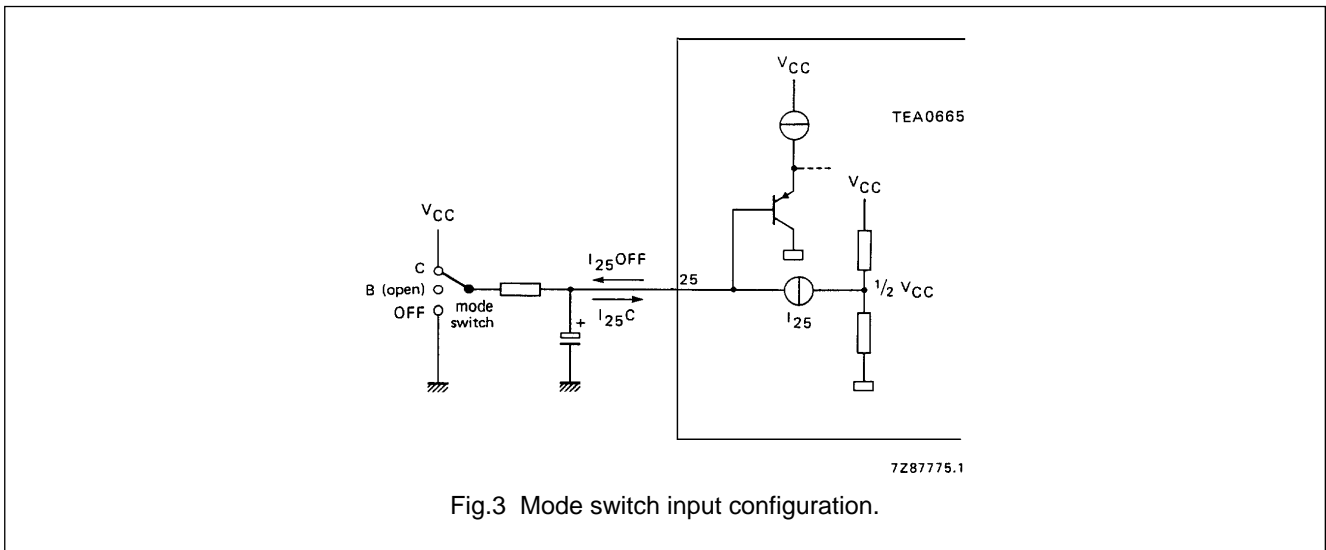 VCC
TEA0665
VCC
VCC
C
B (open)
OFF
mode
switch
I25OFF
I25C
25
I25
1/2 VCC
7Z87775.1
Fig.3 Mode switch input configuration.
+